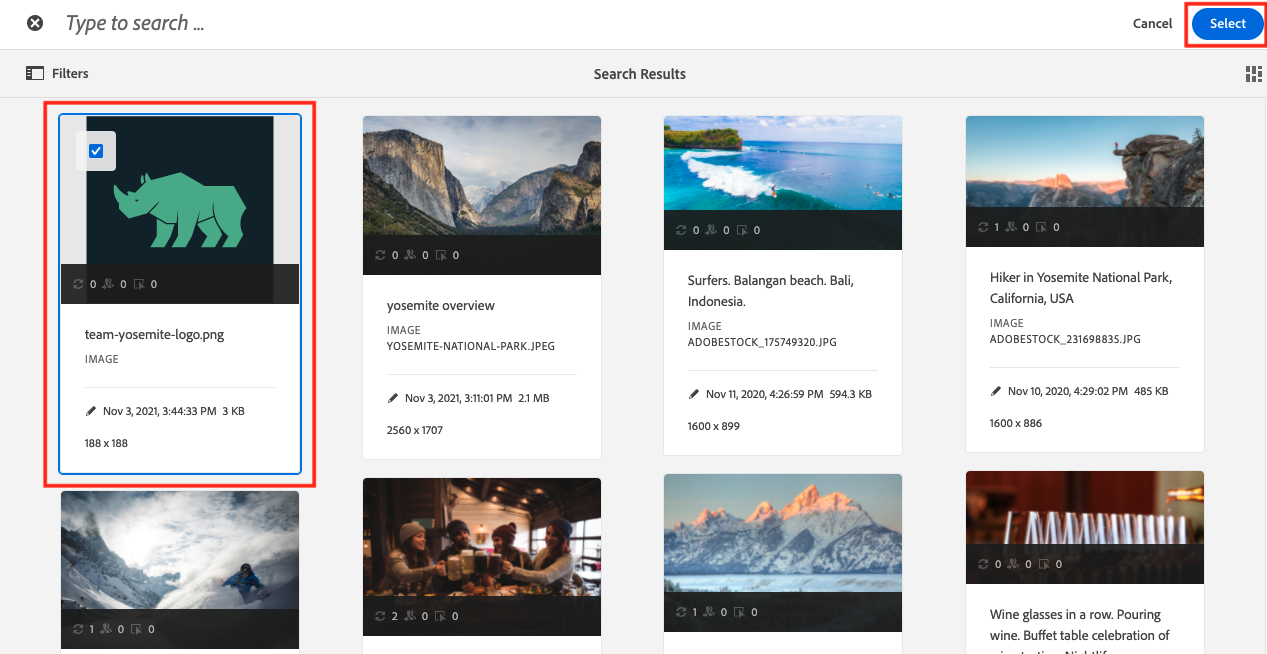 Type to search ...
Cancel
Select
Filters
Search Results
0 0 0
team-yosemite-logo.png
IMAGE
Nov 3, 2021, 3:44:33 PM 3 KB
188 x 188
0 0 0
yosemite overview
IMAGE
YOSEMITE-NATIONAL-PARK.JPEG
Nov 3, 2021, 3:11:01 PM 2.1 MB
2560 x 1707
0 0 0
Surfers. Balangan beach. Bali,
Indonesia.
IMAGE
ADOBESTOCK_175749320.JPG
Nov 11, 2020, 4:26:59 PM 594.3 KB
1600 x 899
1 0 0
Hiker in Yosemite National Park,
California, USA
IMAGE
ADOBESTOCK_231698835.JPG
Nov 10, 2020, 4:29:02 PM 485 KB
1600 x 886
1 0 0
2 0 0
1 0 0
0 0 0
Wine glasses in a row. Pouring
wine. Buffet table celebration of